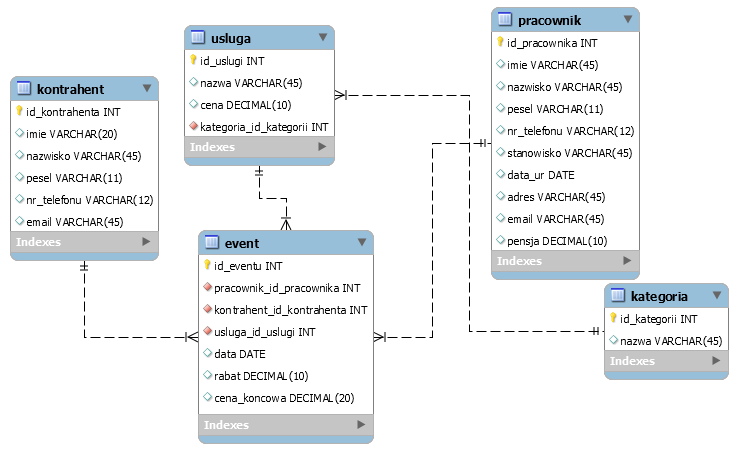 kontrahent
id_kontrahenta INT
imie VARCHAR(20)
nazwisko VARCHAR(45)
pesel VARCHAR(11)
nr_telefonu VARCHAR(12)
email VARCHAR(45)
Indexes
usluga
id_uslugi INT
nazwa VARCHAR(45)
cena DECIMAL(10)
kategoria_id_kategorii INT
Indexes
event
id_eventu INT
pracownik_id_pracownika INT
kontrahent_id_kontrahenta INT
usluga_id_uslugi INT
data DATE
rabat DECIMAL(10)
cena_koncowa DECIMAL(20)
Indexes
pracownik
id_pracownika INT
imie VARCHAR(45)
nazwisko VARCHAR(45)
pesel VARCHAR(11)
nr_telefonu VARCHAR(12)
stanowisko VARCHAR(45)
data_ur DATE
adres VARCHAR(45)
email VARCHAR(45)
pensja DECIMAL(10)
Indexes
kategoria
id_kategorii INT
nazwa VARCHAR(45)
Indexes